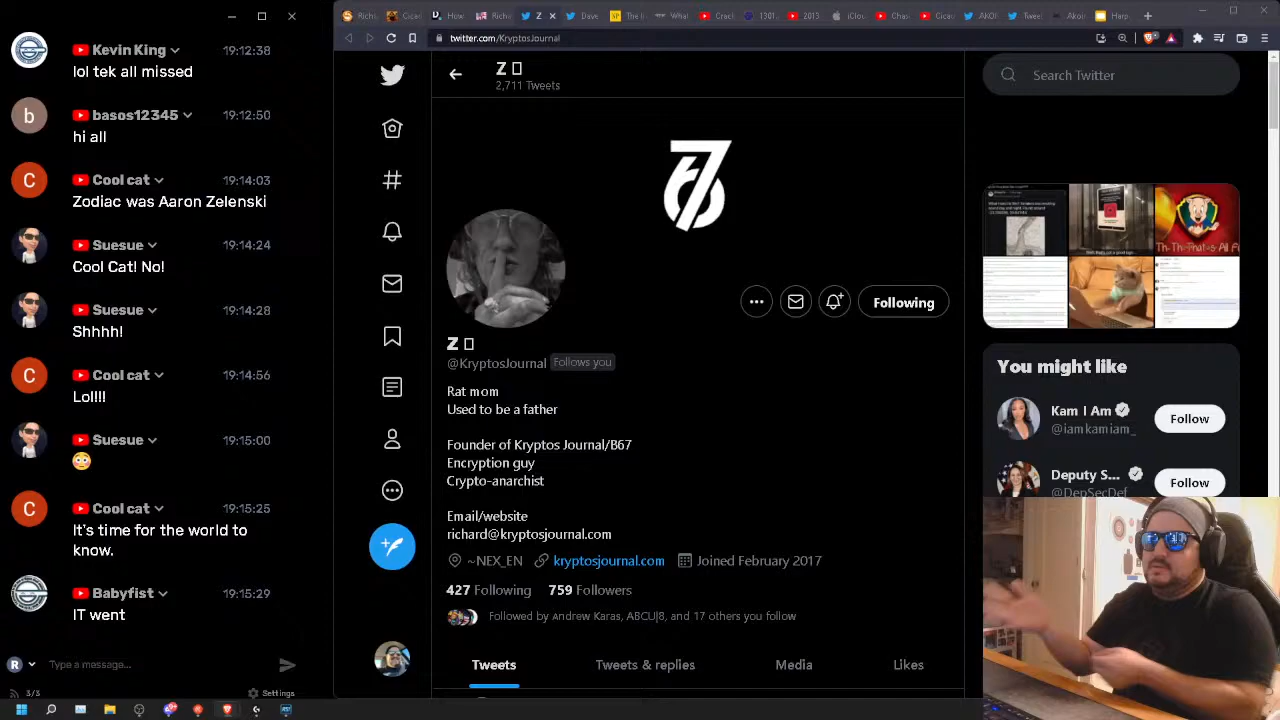 Kevin King
19:12:38
lol tek all missed
basos12345
19:12:50
hi all
Cool cat
19:14:03
Zodiac was Aaron Zelenski
Suesue
19:14:24
Cool Cat! No!
Suesue
19:14:28
Shhhh!
Cool cat
19:14:56
Lol!!!
Suesue
19:15:00
Cool cat
19:15:25
It's time for the world to
know.
Babyfist
19:15:29
IT went
R
Type a message...
3/3
Settings
twitter.com/KryptosJournal
Z
2,711 Tweets
Search Twitter
Following
Z
@KryptosJournal
Follows you
Rat mom
Used to be a father
Founder of Kryptos Journal/B67
Encryption guy
Crypto-anarchist
Email/website
richard@kryptosjournal.com
~NEX_EN
kryptosjournal.com
Joined February 2017
427 Following
759 Followers
Followed by Andrew Karas, ABCU|8, and 17 others you follow
Tweets
Tweets & replies
Media
Likes
You might like
Kam I Am
@iamkamiam_
Follow
Deputy S...
@DepSecDef
Follow